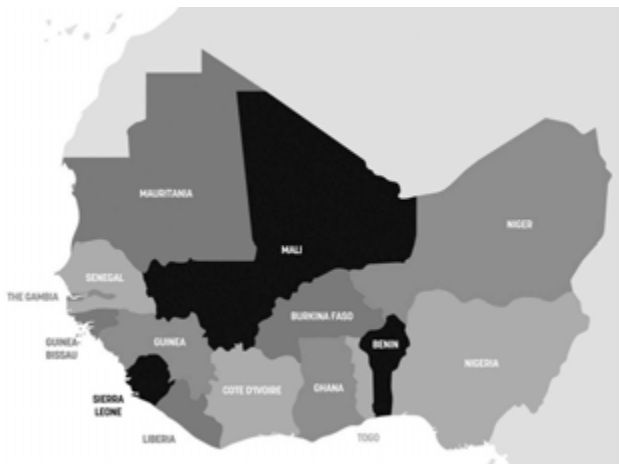 MAURITANIA
NIGER
MALI
SENEGAL
THE GAMBIA
BURKINA FASO
GUINEA-
BISSAU
GUINEA
BENIN
NIGERIA
COTE D'IVOIRE
GHANA
SIERRA
LEONE
LIBERIA
TOGO